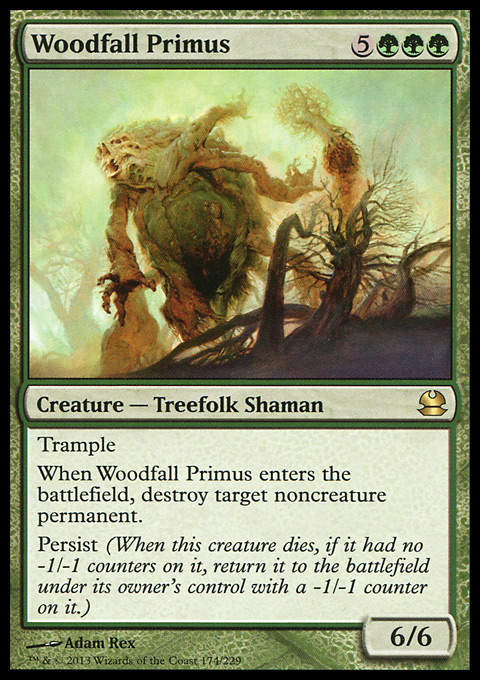 Woodfall Primus 5
Creature — Treefolk Shaman
Trample
When Woodfall Primus enters the
battlefield, destroy target noncreature
permanent.
Persist (When this creature dies, if it had no
-1/-1 counters on it, return it to the battlefield
under its owner's control with a -1/-1 counter
on it.)
Adam Rex
6/6
™ & © 2013 Wizards of the Coast 174/229